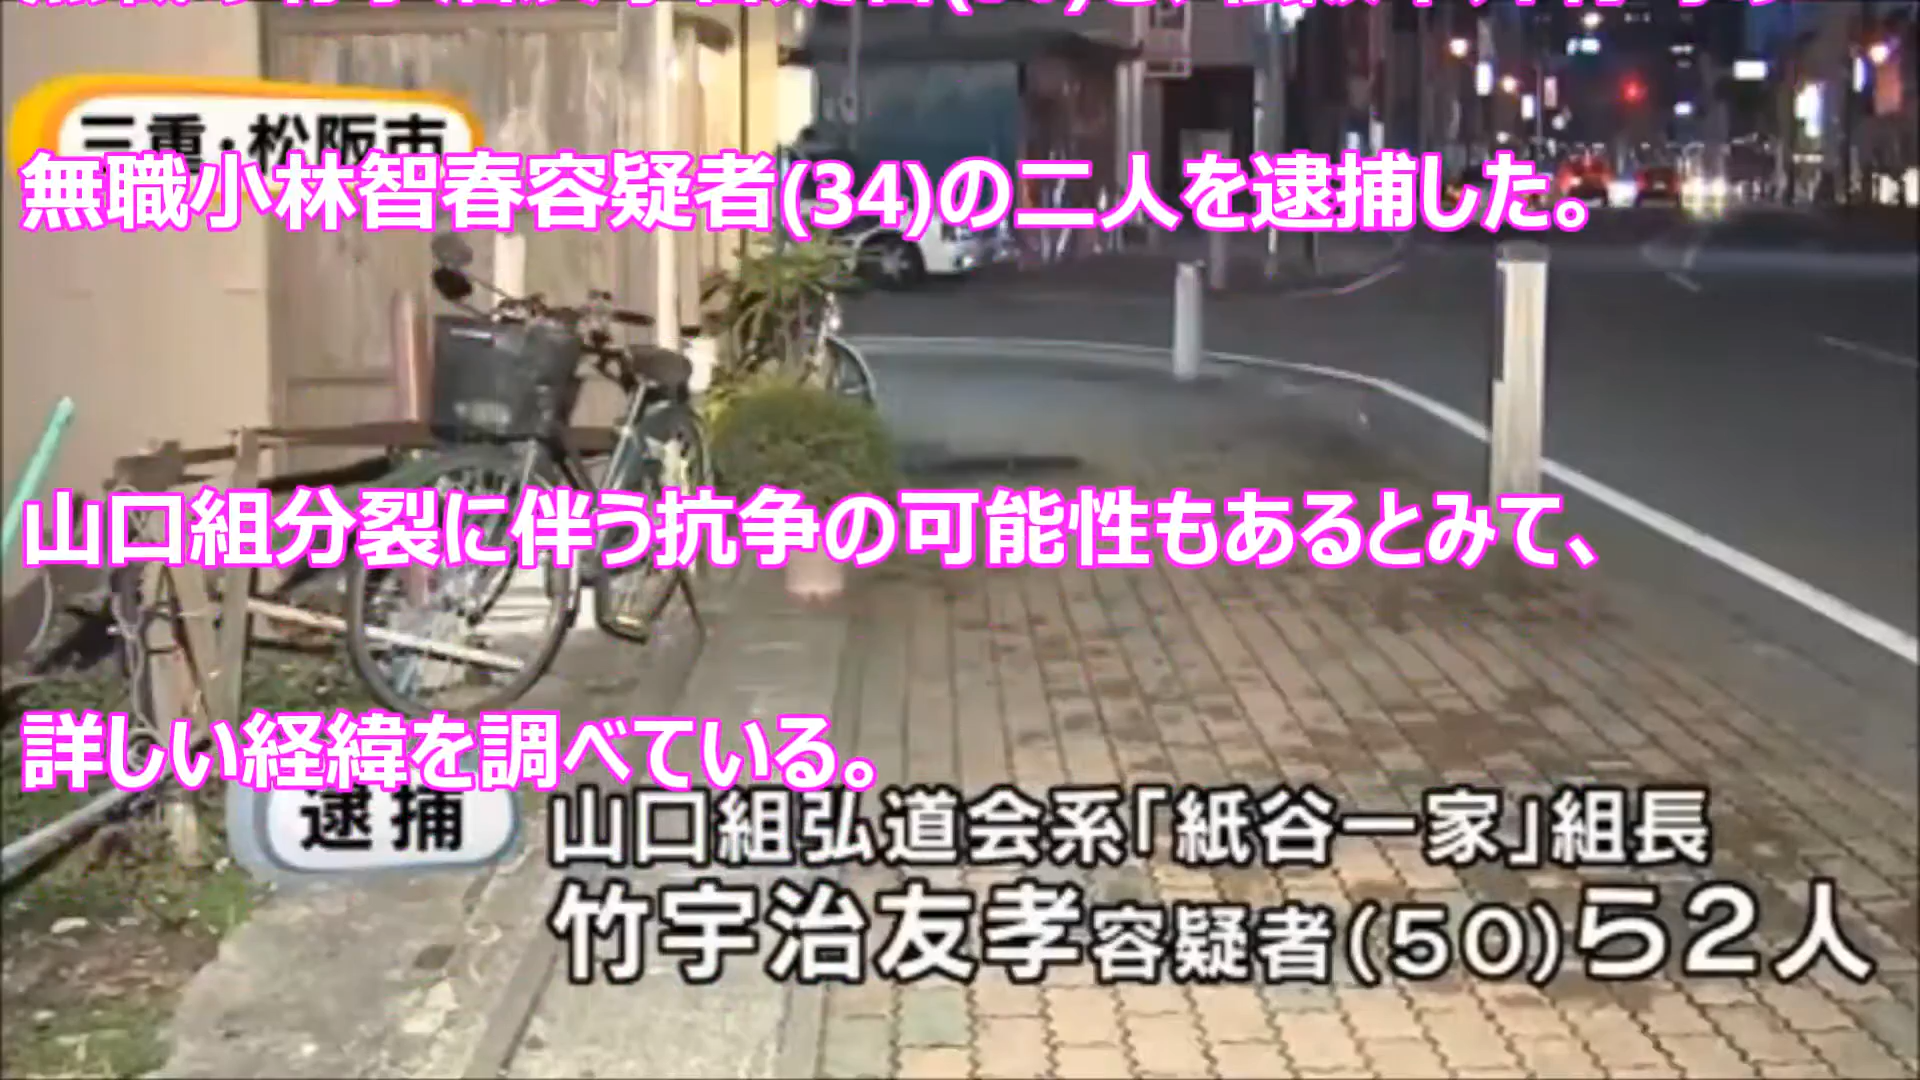 三重・松阪市
無職小林智春容疑者(34)の二人を逮捕した。
山口組分裂に伴う抗争の可能性もあるとみて、
詳しい経緯を調べている。
逮捕
山口組弘道会系「紙谷一家」組長
竹宇治友孝容疑者(50)ら2人